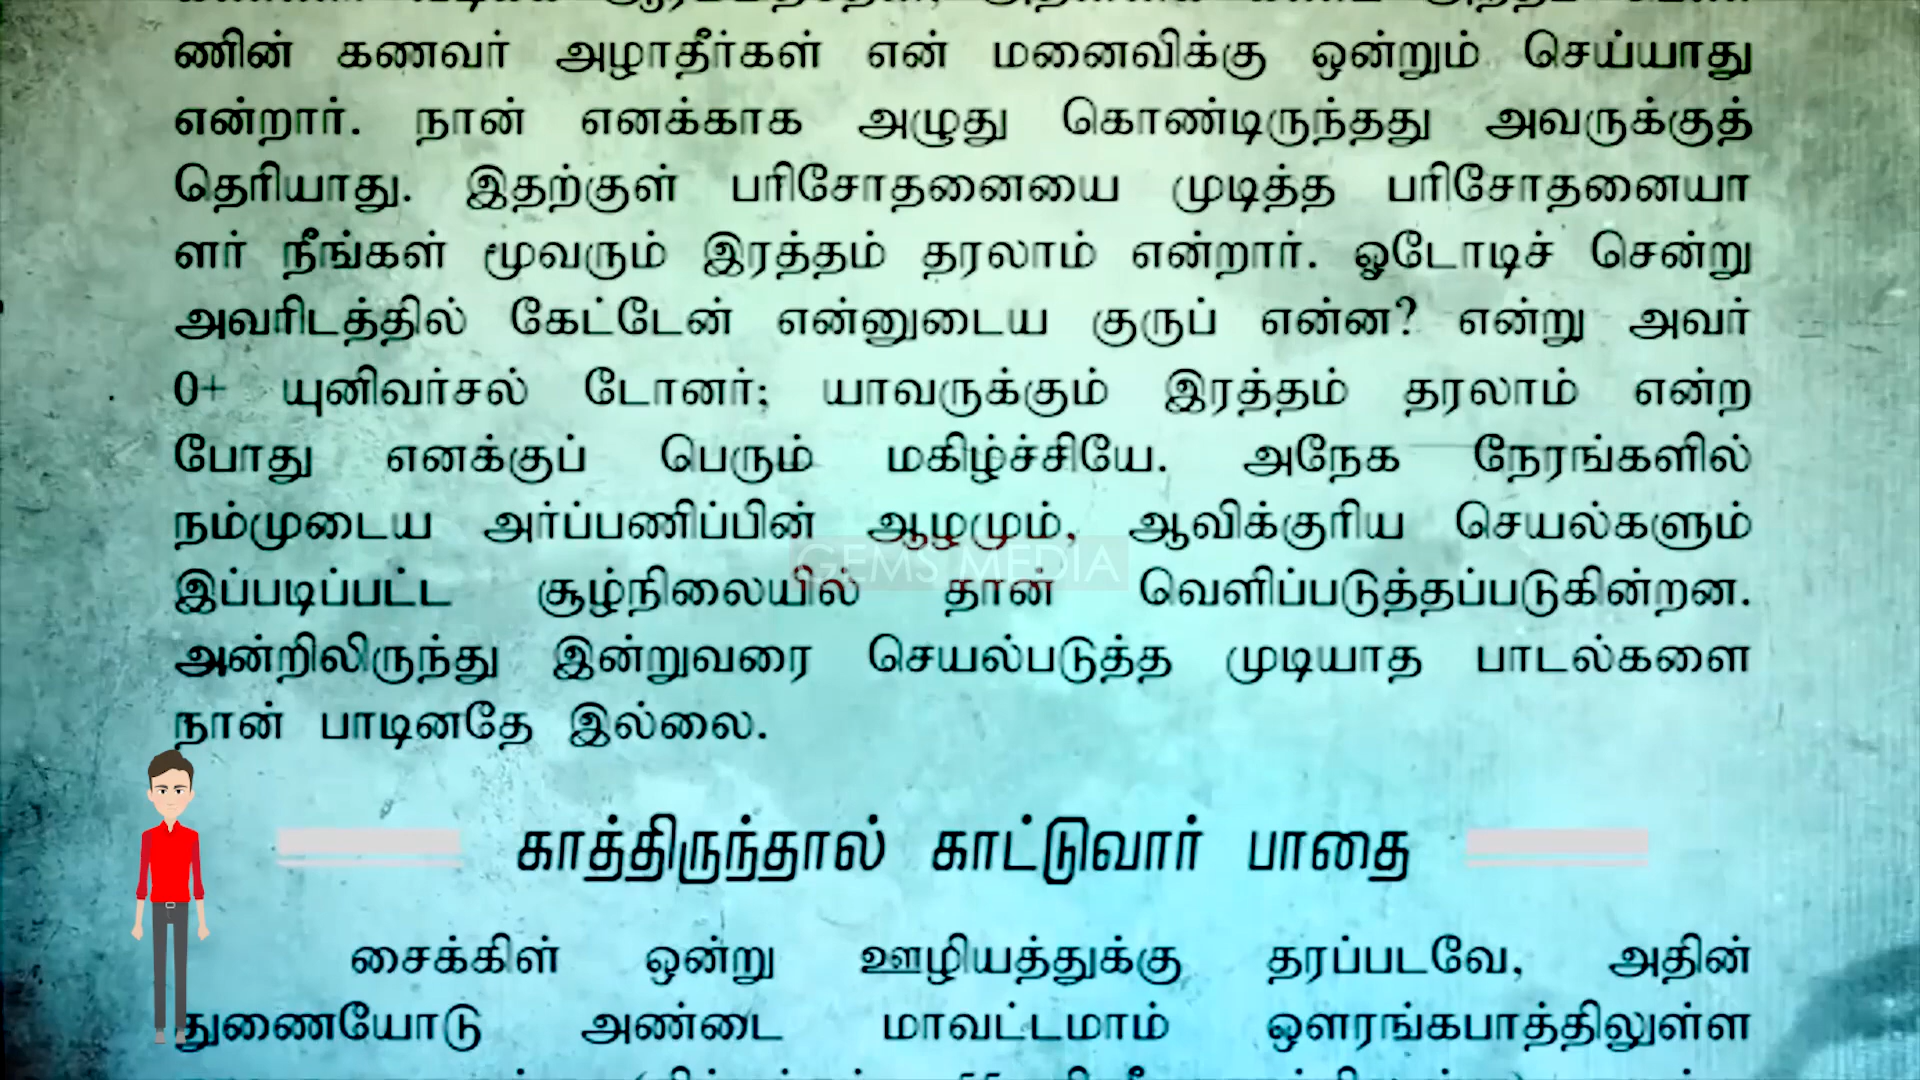 ணின் கணவர் அழாதீர்கள் என் மனைவிக்கு ஒன்றும் செய்யாது
என்றார். நான் எனக்காக அழுது கொண்டிருந்தது அவருக்குத்
தெரியாது. இதற்குள் பரிசோதனையை முடித்த பரிசோதனையா
ளர் நீங்கள் மூவரும் இரத்தம் தரலாம் என்றார். ஓடோடிச் சென்று
அவரிடத்தில் கேட்டேன் என்னுடைய குருப் என்ன? என்று அவர்
0+ யுனிவர்சல் டோனர்; யாவருக்கும் இரத்தம் தரலாம் என்ற
போது எனக்குப் பெரும் மகிழ்ச்சியே. அநேக நேரங்களில்
நம்முடைய அர்ப்பணிப்பின் ஆழமும், ஆவிக்குரிய செயல்களும்
GEMS MEDIA
இப்படிப்பட்ட சூழ்நிலையில் தான் வெளிப்படுத்தப்படுகின்றன.
அன்றிலிருந்து இன்றுவரை செயல்படுத்த முடியாத பாடல்களை
நான் பாடினதே இல்லை.
காத்திருந்தால் காட்டுவார் பாதை
சைக்கிள் ஒன்று ஊழியத்துக்கு தரப்படவே, அதின்
துணையோடு அண்டை மாவட்டமாம் ஔரங்கபாத்திலுள்ள